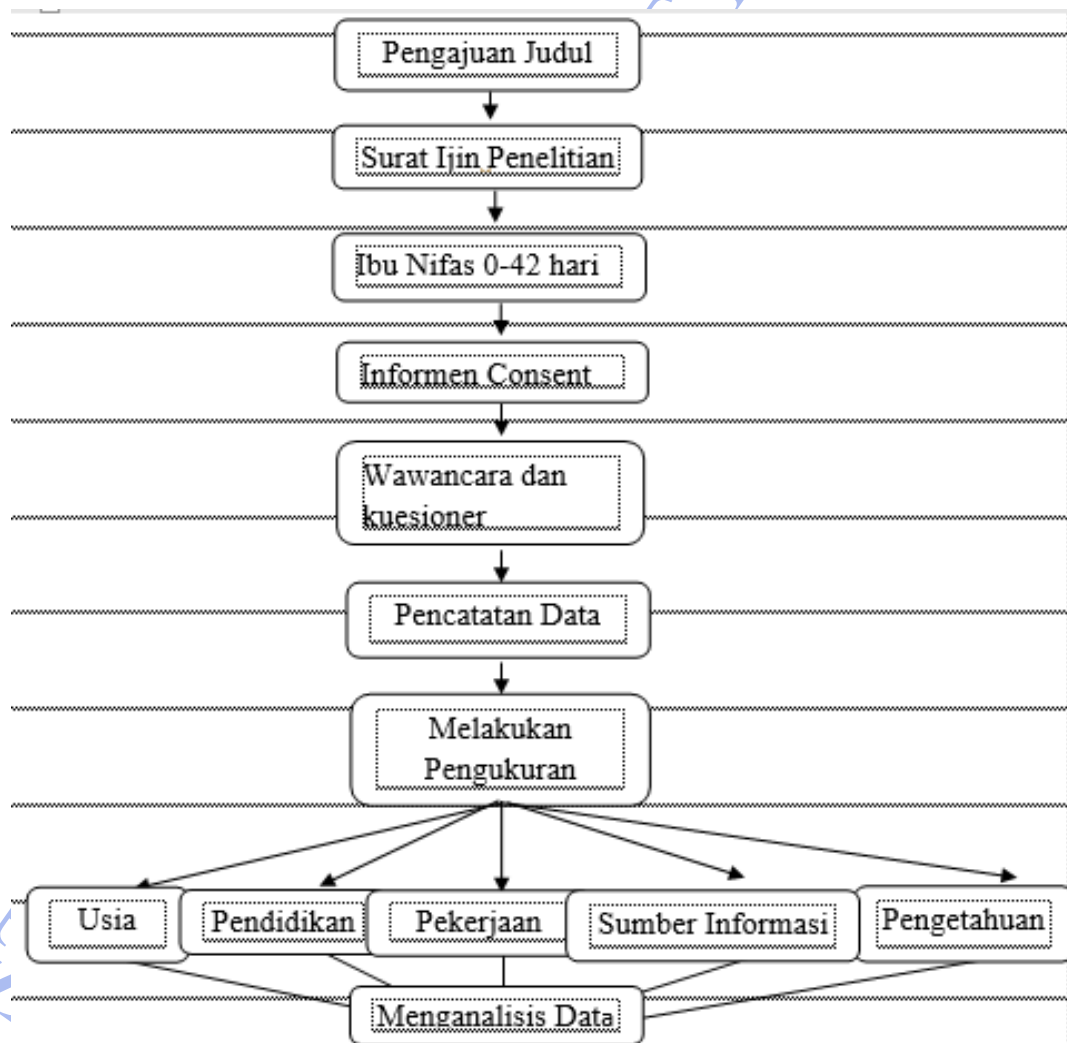 Pengajuan Judul
Surat Ijin Penelitian
Ibu Nifas 0-42 hari
Informen Consent
Wawancara dan
kuesioner
Pencatatan Data
Melakukan
Pengukuran
Usia
Pendidikan
Pekerjaan
Sumber Informasi
Pengetahuan
Menganalisis Data